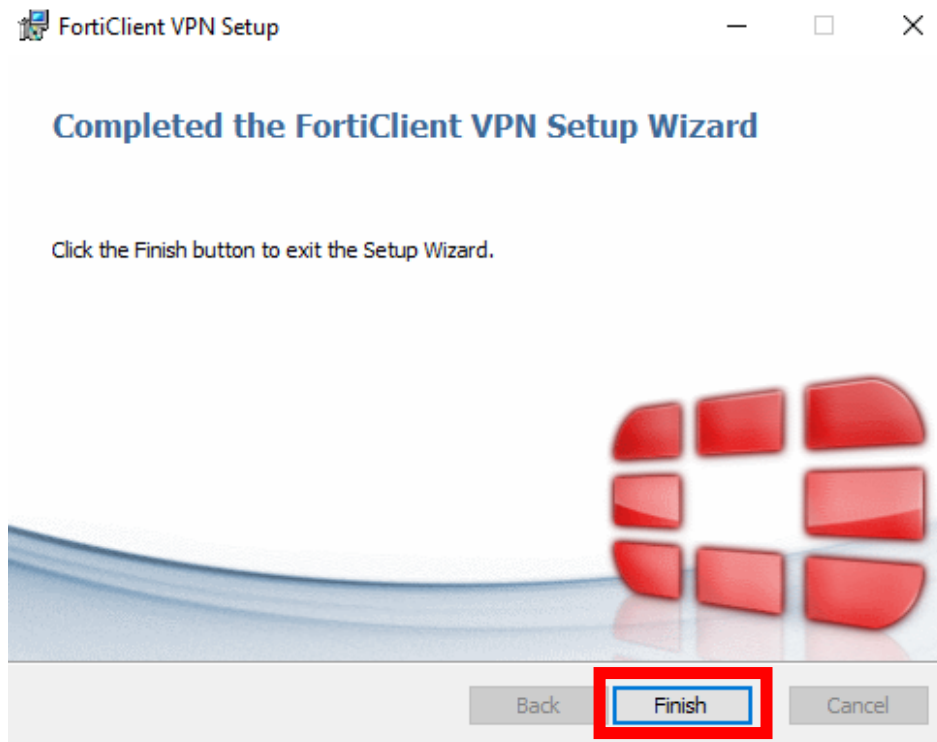 FortiClient VPN Setup
Completed the FortiClient VPN Setup Wizard
Click the Finish button to exit the Setup Wizard.
Back
Finish
Cancel